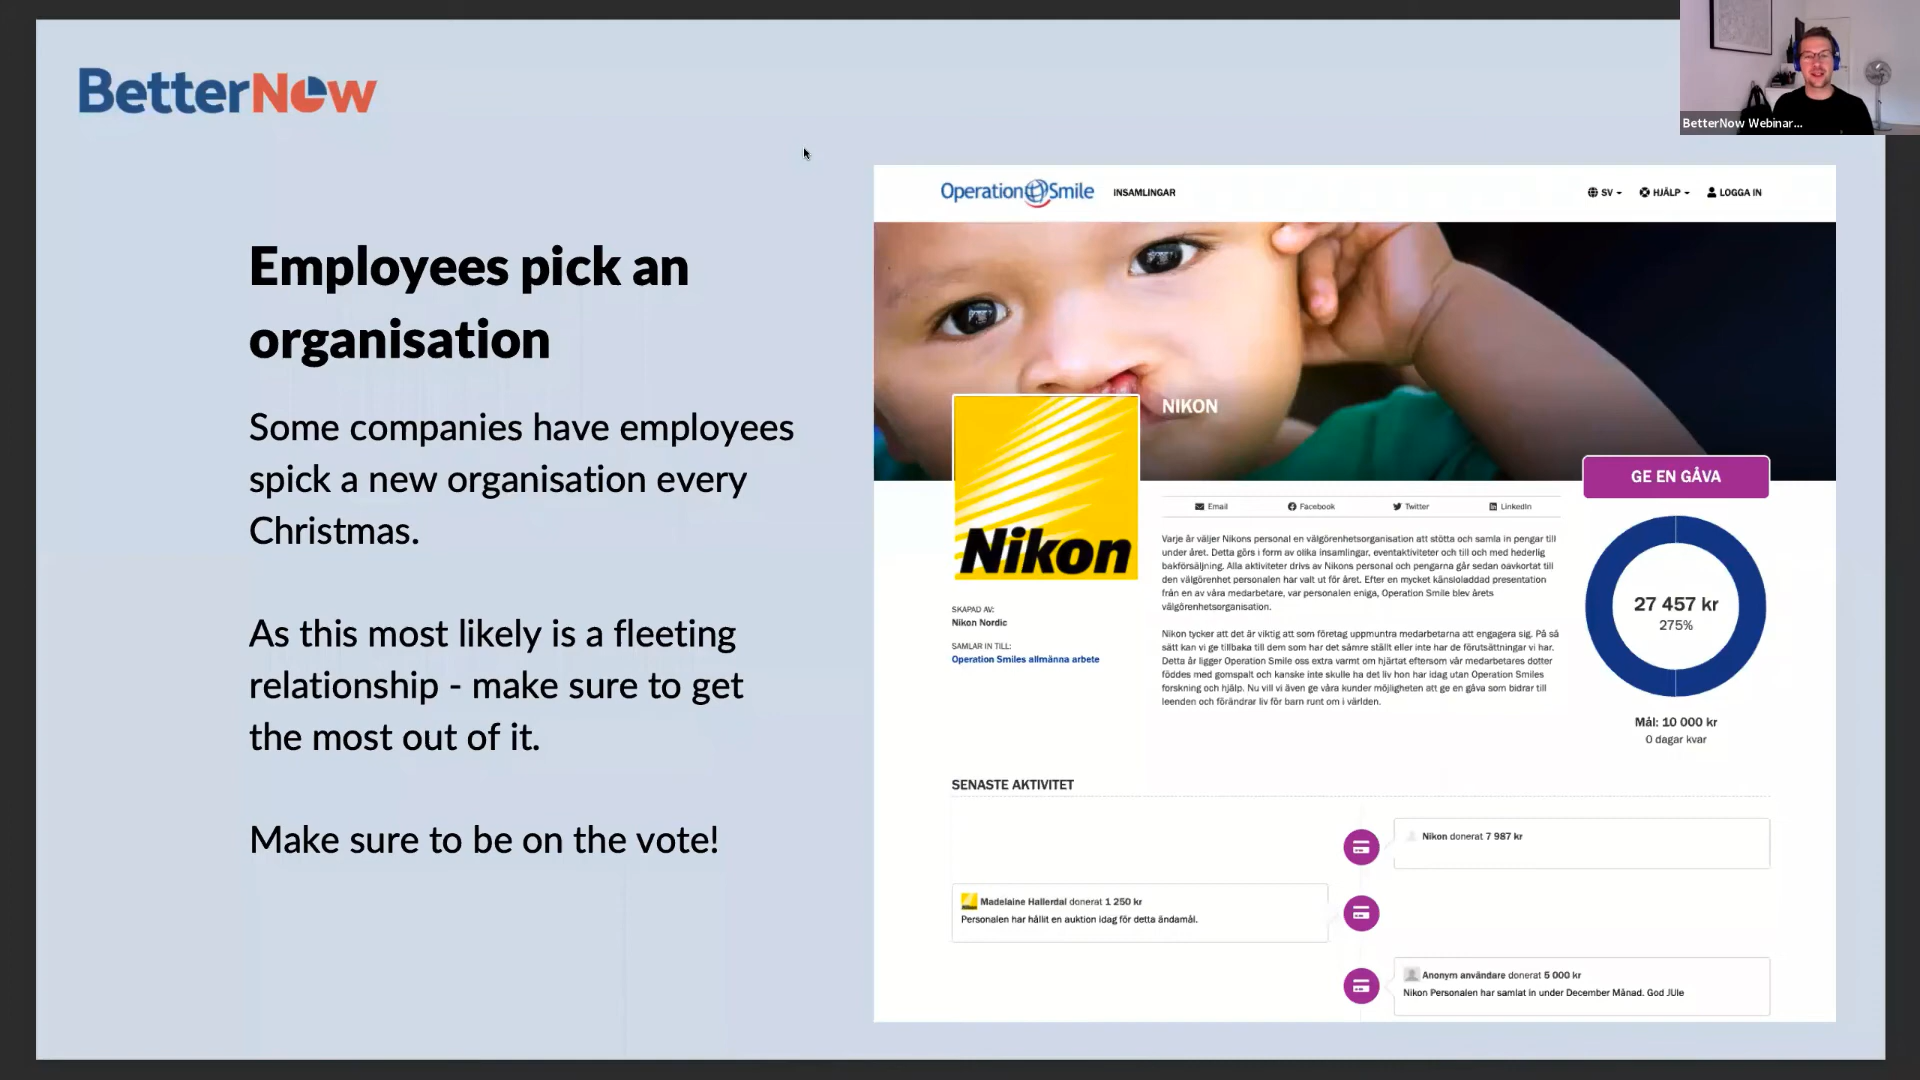 BetterNow
BetterNow Webinar...
Employees pick an
organisation
Some companies have employees
spick a new organisation every
Christmas.
As this most likely is a fleeting
relationship - make sure to get
the most out of it.
Make sure to be on the vote!
Operation Smile
INSAMLINGAR
SV
HJÄLP
LOGGA IN
NIKON
Nikon
GE EN GÅVA
Email
Facebook
Twitter
LinkedIn
Varje år väljer Nikons personal en välgörenhetsorganisation att stötta och samla in pengar till
under året. Detta görs i form av olika insamlingar, eventaktiviteter och till och med hederlig
bakförsäljning. Alla aktiviteter drivs av Nikons personal och pengarna går sedan oavkortat till
den välgörenhet personalen har valt ut för året. Efter en mycket känsloladdad presentation
från en av våra medarbetare, var personalen eniga, Operation Smile blev årets
välgörenhetsorganisation.
Nikon tycker att det är viktig att som företag uppmuntra medarbetarna att engagera sig. På så
sätt kan vi ge tillbaka till dem som har det sämre ställt eller inte har de förutsättningar vi har.
Detta år ligger Operation Smile oss extra varmt om hjärtat eftersom vår medarbetares dotter
föddes med gomspalt och kanske inte skulle ha det liv hon har idag utan Operation Smiles
forskning och hjälp. Nu vill vi även ge våra kunder möjligheten att ge en gåva som bidrar till
leenden och förändrar liv för barn runt om i världen.
SKAPAD AV:
Nikon Nordic
SAMLAR IN TILL:
Operation Smiles allmänna arbete
27 457 kr
275%
Mål: 10 000 kr
0 dagar kvar
SENASTE AKTIVITET
Nikon donerat 7 987 kr
Madelaine Hallerdal donerat 1 250 kr
Personalen har hållit en auktion idag för detta ändamål.
Anonym användare donerat 5 000 kr
Nikon Personalen har samlat in under December Månad. God JUle